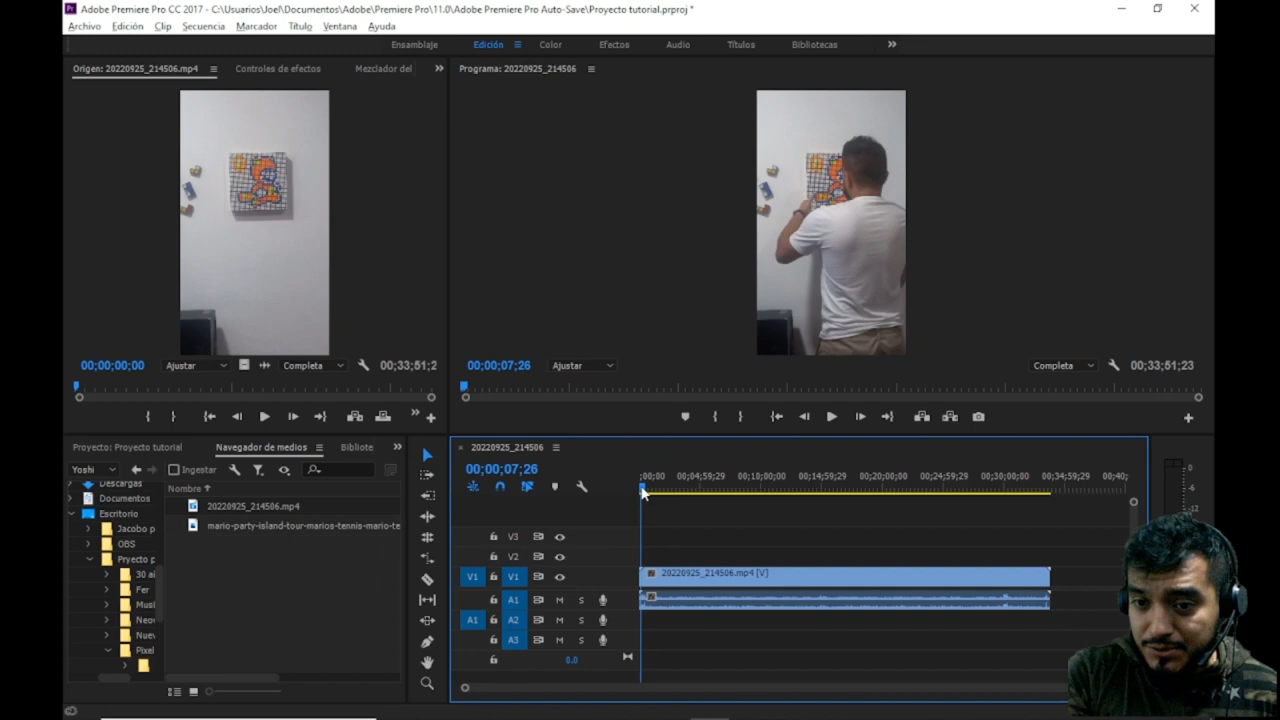 Adobe Premiere Pro CC 2017 - C:\Usuarios\Joel\Documentos\Adobe\Premiere Pro\11.0\Adobe Premiere Pro Auto-Save\Proyecto tutorial.prproj *
Archivo Edición Clip Secuencia Marcador Título Ventana Ayuda
Ensamblaje Edición Color Efectos Audio Títulos Bibliotecas
Origen: 20220925_214506.mp4 Controles de efectos Mezclador del
Programa: 20220925_214506
00;00;00;00 Ajustar Completa 00;33;51;2
00;00;07;26 Ajustar Completa 00;33;51;23
Proyecto: Proyecto tutorial Navegador de medios Bibliote
Yoshi Ingestar
Nombre
Descargas
Documentos
Escritorio
Jacobo p
OBS
Pryecto p
30 ai
Fer
Musi
Neo
Nue
Pixel
20220925_214506.mp4
mario-party-island-tour-marios-tennis-mario-te
20220925_214506
00;00;07;26
;00;00 00;04;59;29 00;10;00;00 00;14;59;29 00;20;00;00 00;24;59;29 00;30;00;00 00;34;59;29 00;40;
V3
V2
V1 V1 20220925_214506.mp4 [V]
A1 M S
A1 A2 M S
A3 M S
0.0
0
-6
-12